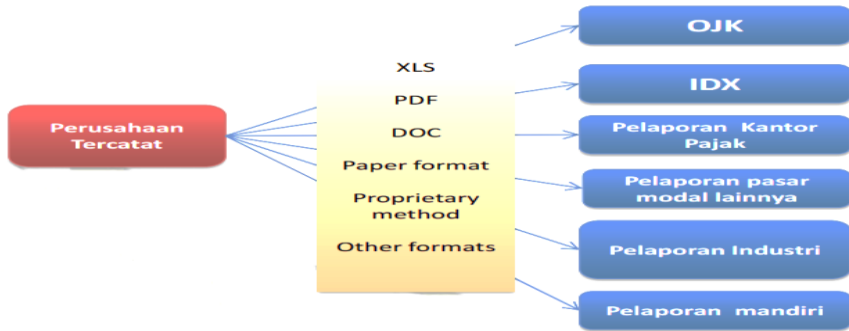 Perusahaan
Tercatat
XLS
PDF
DOC
Paper format
Proprietary
method
Other formats
OJK
IDX
Pelaporan Kantor
Pajak
Pelaporan pasar
modal lainnya
Pelaporan Industri
Pelaporan mandiri